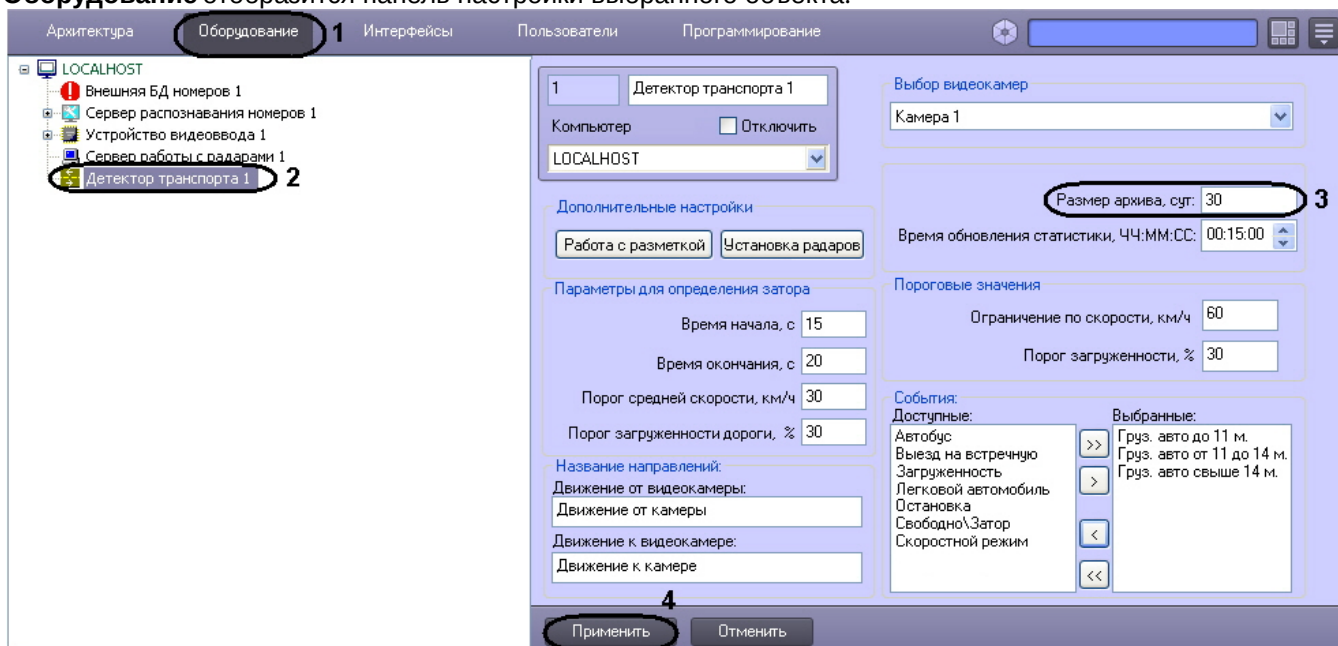 Оборудование отобразится панель настройки выбранного объекта.
Архитектура Оборудование 1 Интерфейсы Пользователи Программирование
LOCALHOST
Внешняя БД номеров 1
Сервер распознавания номеров 1
Устройство видеоввода 1
Сервер работы с радарами 1
Детектор транспорта 1 2
1 Детектор транспорта 1
Компьютер Отключить
LOCALHOST
Дополнительные настройки
Работа с разметкой Установка радаров
Параметры для определения затора
Время начала, с 15
Время окончания, с 20
Порог средней скорости, км/ч 30
Порог загруженности дороги, % 30
Название направлений:
Движение от видеокамеры:
Движение от камеры
Движение к видеокамере:
Движение к камере
Выбор видеокамер
Камера 1
Размер архива, сут: 30 3
Время обновления статистики, ЧЧ:ММ:СС: 00:15:00
Пороговые значения
Ограничение по скорости, км/ч 60
Порог загруженности, % 30
События:
Доступные:
Автобус
Выезд на встречную
Загруженность
Легковой автомобиль
Остановка
Свободно\Затор
Скоростной режим
>>
>
<
<<
Выбранные:
Груз. авто до 11 м.
Груз. авто от 11 до 14 м.
Груз. авто свыше 14 м.
4
Применить Отменить